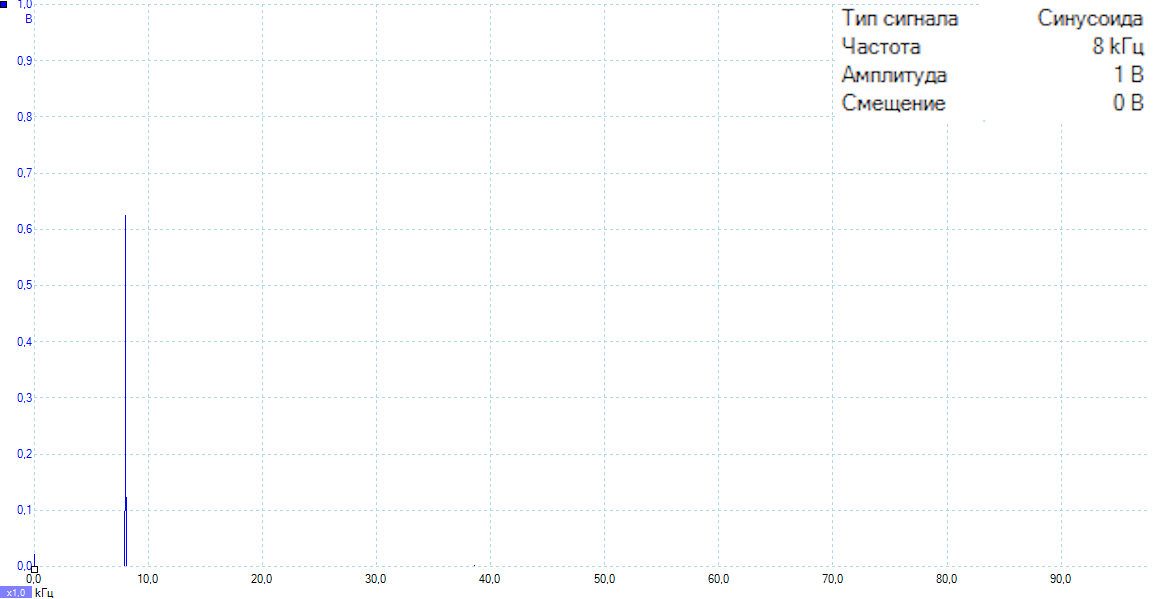 1,0
В
0,9
0,8
0,7
0,6
0,5
0,4
0,3
0,2
0,1
0,0
0,0 10,0 20,0 30,0 40,0 50,0 60,0 70,0 80,0 90,0
x1,0 кГц
Тип сигнала Синусоида
Частота 8 kГц
Амплитуда 1 В
Смещение 0 В